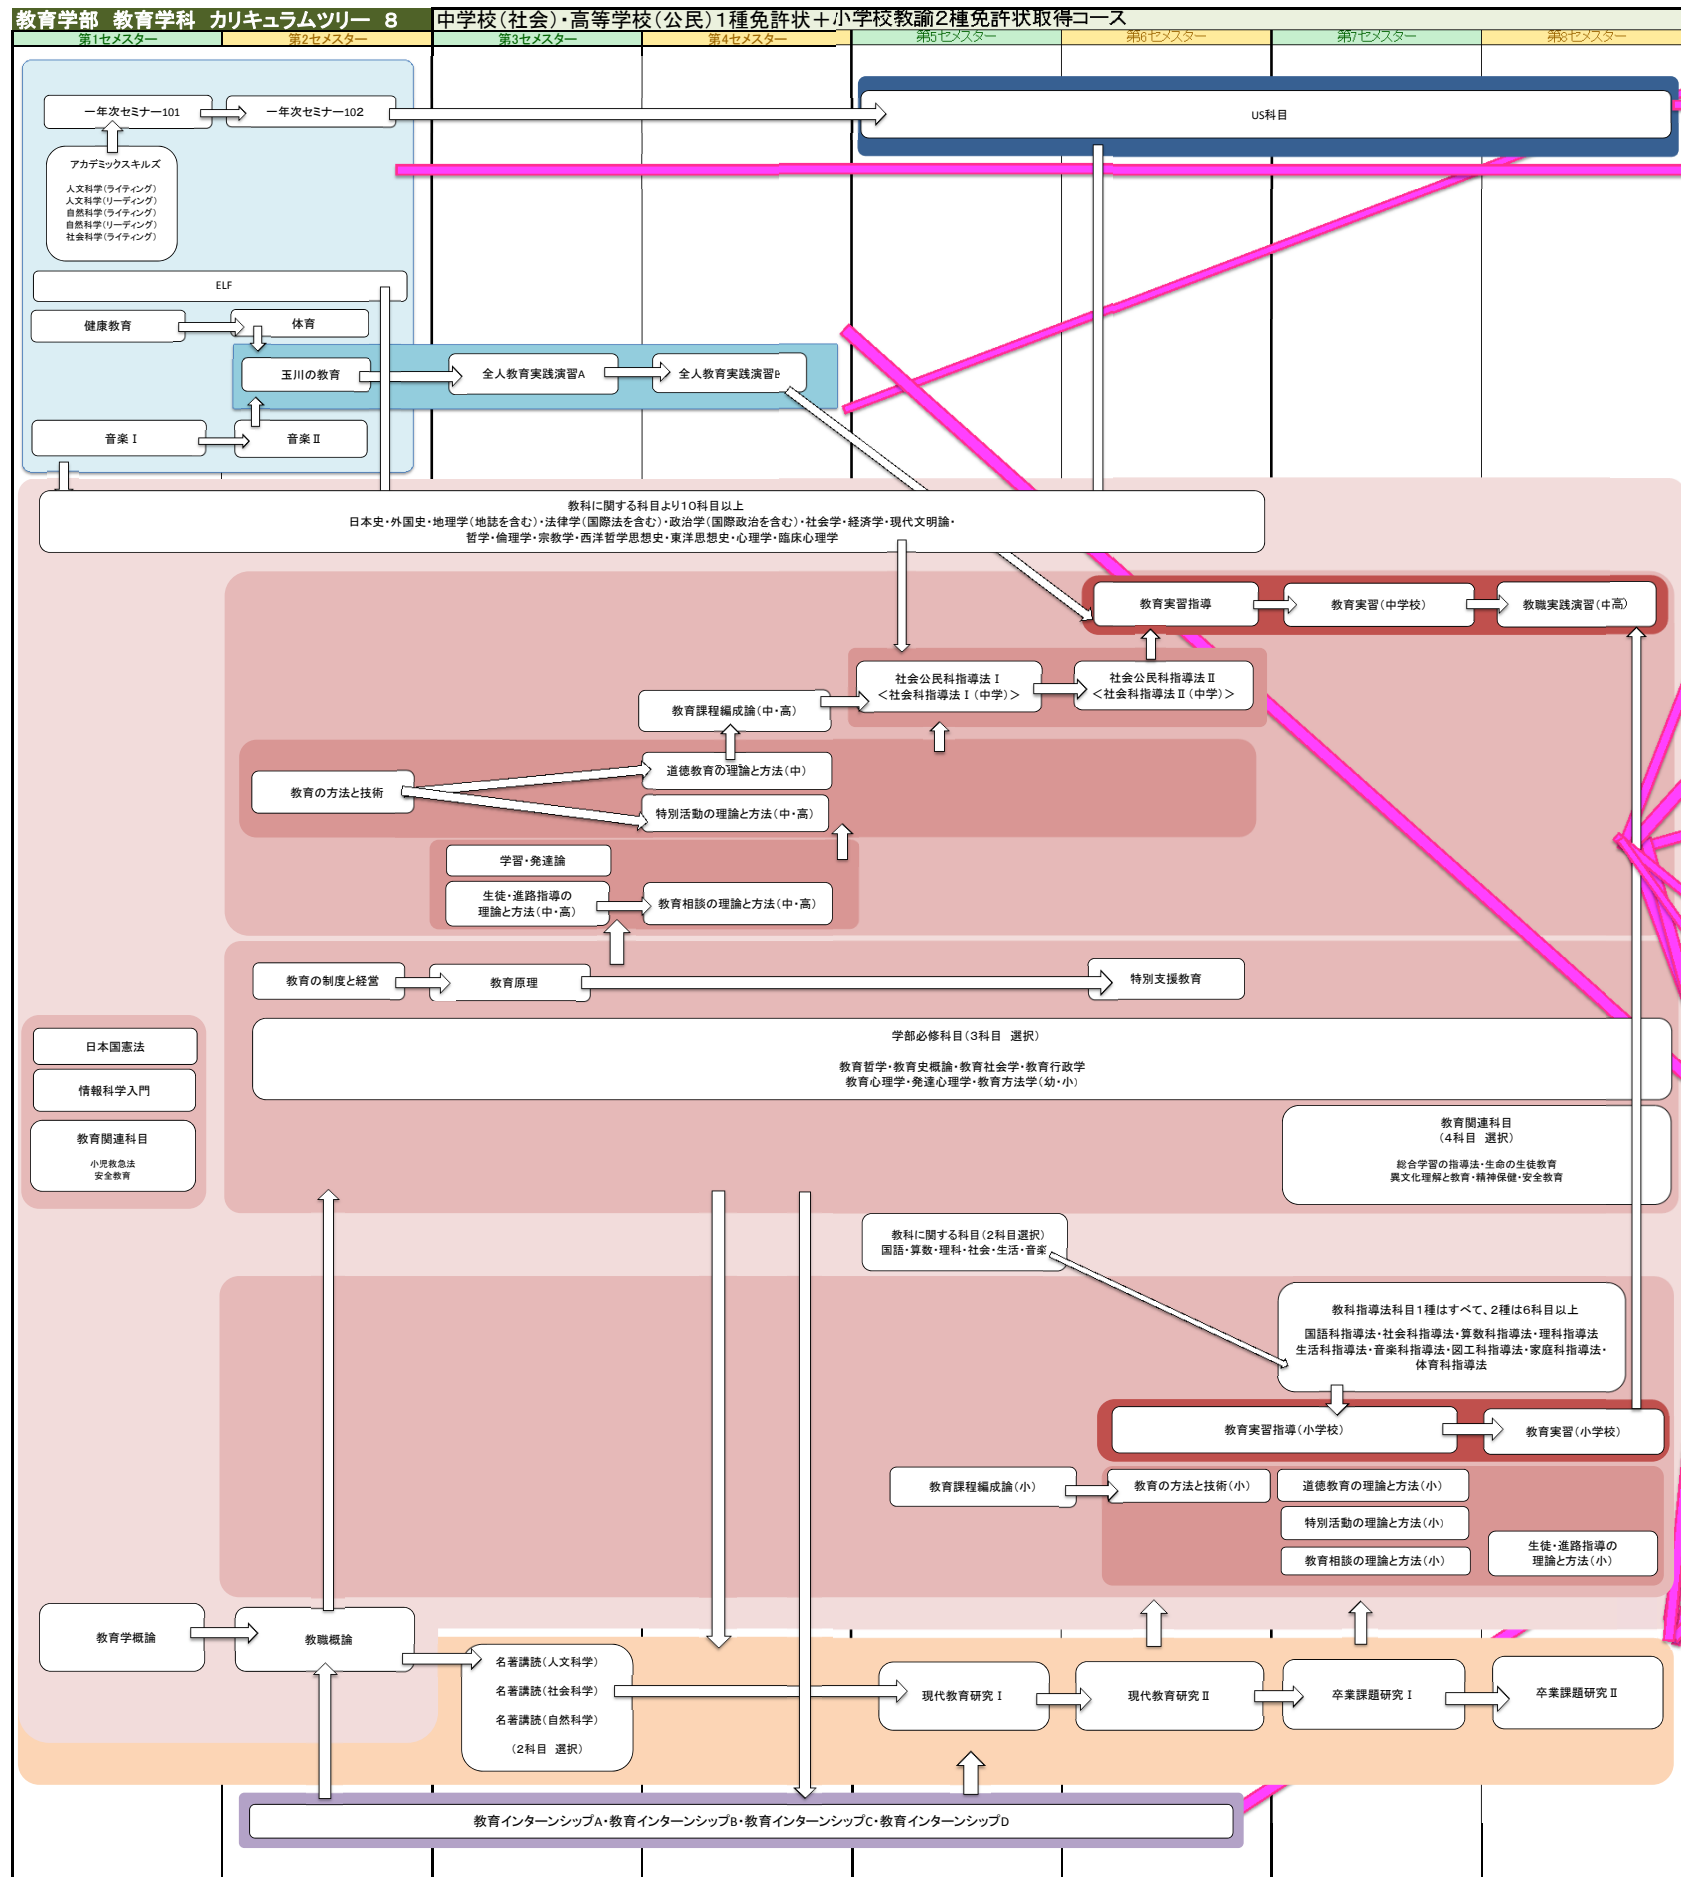 教育学部　教育学科　カリキュラムツリー　8
中学校（社会）・高等学校（公民）1種免許状＋小学校教諭2種免許状取得コース
第1セメスター
第2セメスター
第3セメスター
第4セメスター
第5セメスター
第6セメスター
第7セメスター
第8セメスター
一年次セミナー101
一年次セミナー102
US科目
アカデミックスキルズ
人文科学（ライティング）
人文科学（リーディング）
自然科学（ライティング）
自然科学（リーディング）
社会科学（ライティング）
ELF
健康教育
体育
玉川の教育
全人教育実践演習A
全人教育実践演習B
音楽Ⅰ
音楽Ⅱ
教科に関する科目より10科目以上
日本史・外国史・地理学（地誌を含む）・法律学（国際法を含む）・政治学（国際政治を含む）・社会学・経済学・現代文明論・
哲学・倫理学・宗教学・西洋哲学思想史・東洋思想史・心理学・臨床心理学
教育実習指導
教育実習（中学校）
教職実践演習（中高）
社会公民科指導法Ⅰ
＜社会科指導法Ⅰ（中学）＞
社会公民科指導法Ⅱ
＜社会科指導法Ⅱ（中学）＞
教育課程編成論（中・高）
教育の方法と技術
道徳教育の理論と方法（中）
特別活動の理論と方法（中・高）
学習・発達論
生徒・進路指導の
理論と方法（中・高）
教育相談の理論と方法（中・高）
教育の制度と経営
教育原理
特別支援教育
学部必修科目（3科目　選択）
教育哲学・教育史概論・教育社会学・教育行政学
教育心理学・発達心理学・教育方法学（幼・小）
日本国憲法
情報科学入門
教育関連科目
小児救急法
安全教育
教育関連科目
（4科目　選択）
総合学習の指導法・生命の生徒教育
異文化理解と教育・精神保健・安全教育
教科に関する科目（2科目選択）
国語・算数・理科・社会・生活・音楽
教科指導法科目1種はすべて、2種は6科目以上
国語科指導法・社会科指導法・算数科指導法・理科指導法
生活科指導法・音楽科指導法・図工科指導法・家庭科指導法・
体育科指導法
教育実習指導（小学校）
教育実習（小学校）
教育課程編成論（小）
教育の方法と技術（小）
道徳教育の理論と方法（小）
特別活動の理論と方法（小）
教育相談の理論と方法（小）
生徒・進路指導の
理論と方法（小）
教育学概論
教職概論
名著講読（人文科学）
名著講読（社会科学）
名著講読（自然科学）
（2科目　選択）
現代教育研究Ⅰ
現代教育研究Ⅱ
卒業課題研究Ⅰ
卒業課題研究Ⅱ
教育インターンシップA・教育インターンシップB・教育インターンシップC・教育インターンシップD